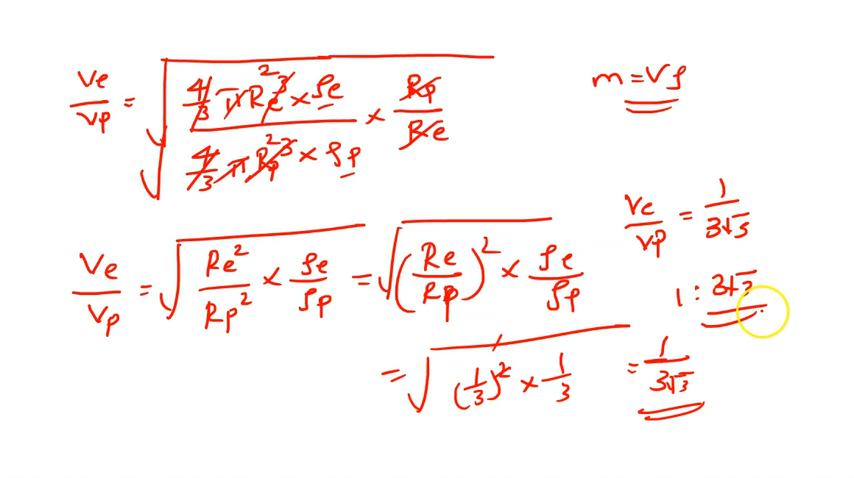 Ve/Vp = √((4/3 πRe³² × ρe)/(4/3 πRp³² × ρp) × Rp/Re)
m = Vρ
Ve/Vp = √(Re²/Rp² × ρe/ρp) = √((Re/Rp)² × ρe/ρp)
Ve/Vp = 1/3√3
1 : 3√3
= √((1/3)² × 1/3) = 1/3√3